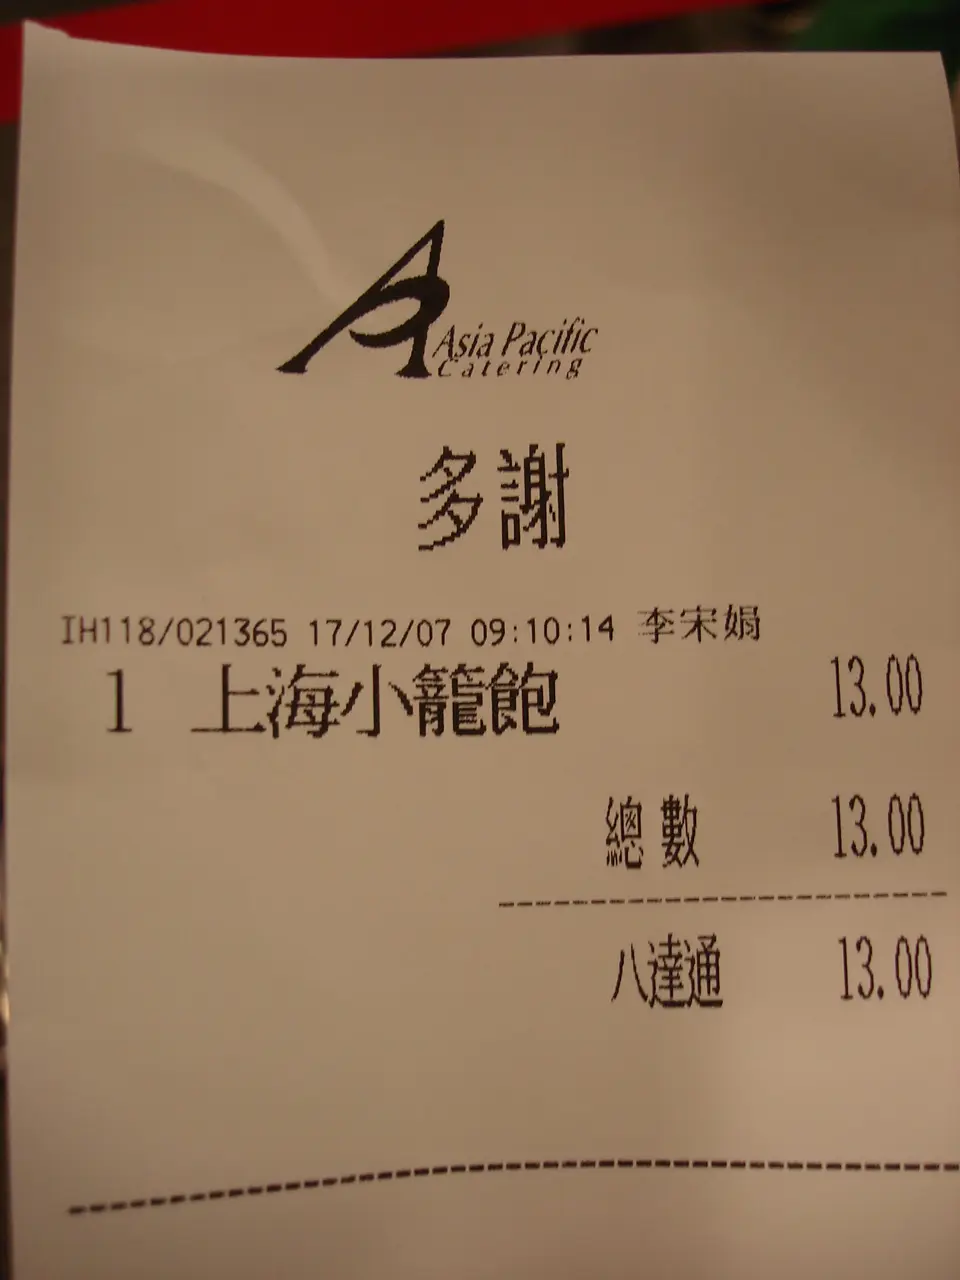 Asia Pacific
Catering
多謝
IH118/021365 17/12/07 09:10:14 李宋娟
1 上海小籠飽 13.00
總數 13.00
八達通 13.00